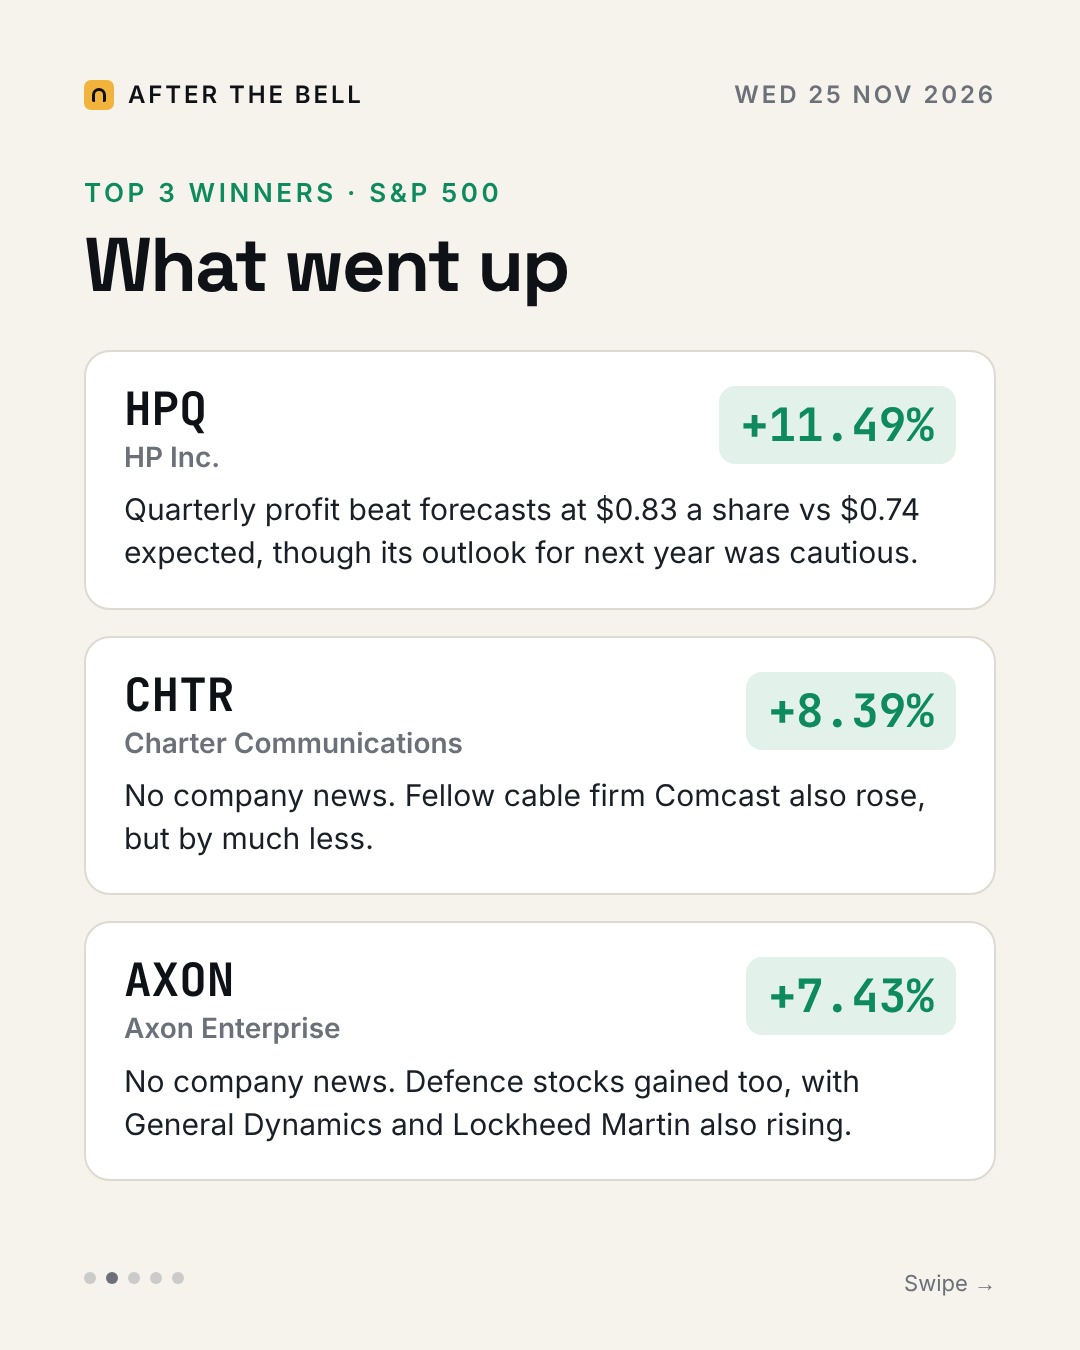 AFTER THE BELL
WED 25 NOV 2026
TOP 3 WINNERS · S&P 500
What went up
HPQ
+11.49%
HP Inc.
Quarterly profit beat forecasts at $0.83 a share vs $0.74
expected, though its outlook for next year was cautious.
CHTR
+8.39%
Charter Communications
No company news. Fellow cable firm Comcast also rose,
but by much less.
AXON
+7.43%
Axon Enterprise
No company news. Defence stocks gained too, with
General Dynamics and Lockheed Martin also rising.
Swipe →